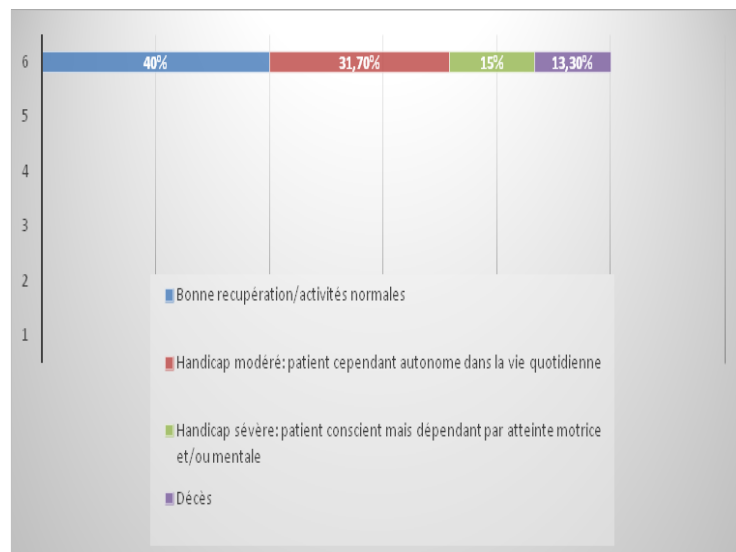 6
40%
31,70%
15%
13,30%
5
4
3
2
1
Bonne recupération/activités normales
Handicap modéré: patient cependant autonome dans la vie quotidienne
Handicap sévère: patient conscient mais dépendant par atteinte motrice
et/ou mentale
Décès